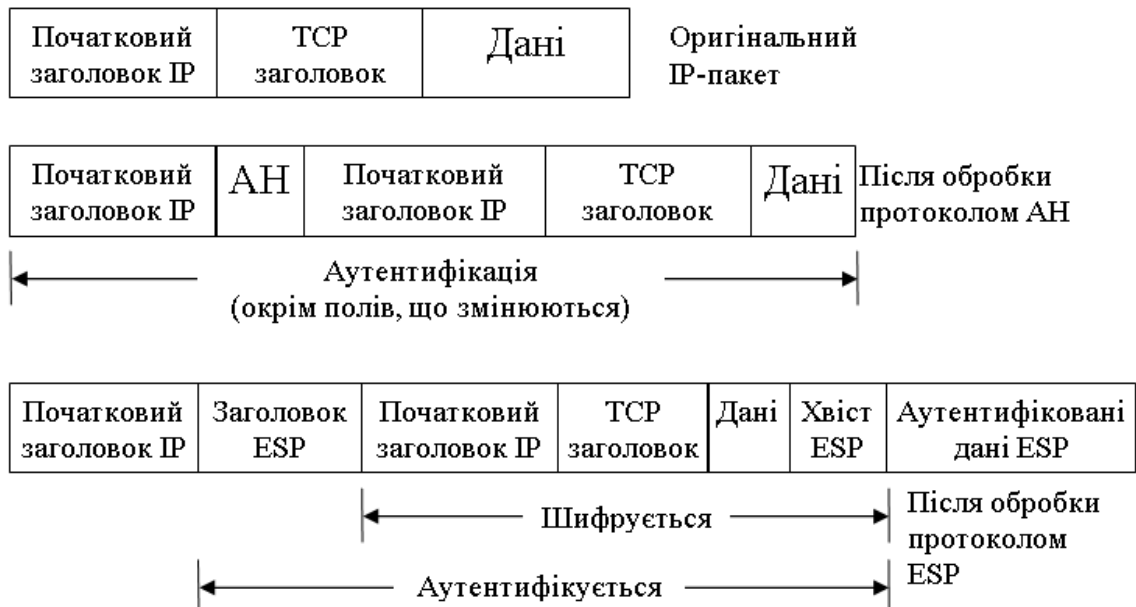 Початковий
заголовок IP
TCP
заголовок
Дані
Оригінальний
IP-пакет
Початковий
заголовок IP
АН
Початковий
заголовок IP
TCP
заголовок
Дані
Після обробки
протоколом АН
Аутентифікація
(окрім полів, що змінюються)
Початковий
заголовок IP
Заголовок
ESP
Початковий
заголовок IP
TCP
заголовок
Дані
Хвіст
ESP
Аутентифіковані
дані ESP
Шифрується
Після обробки
протоколом
ESP
Аутентифікується